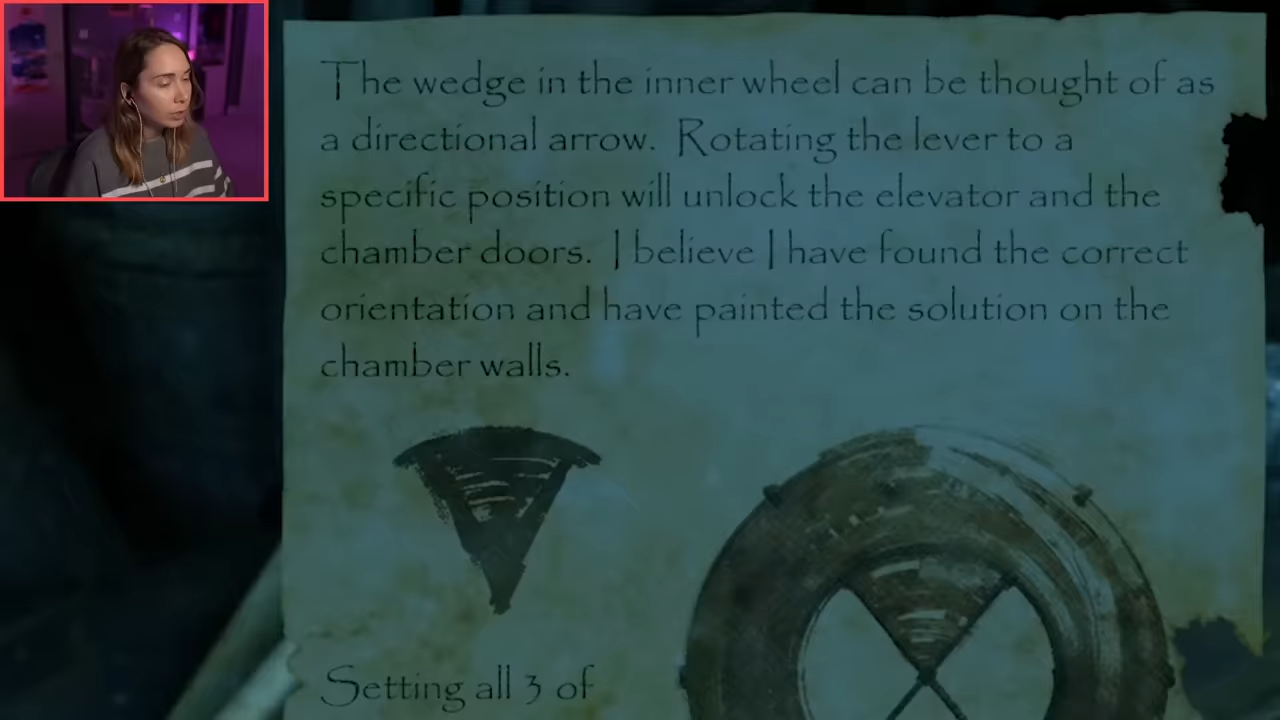 The wedge in the inner wheel can be thought of as
a directional arrow. Rotating the lever to a
specific position will unlock the elevator and the
chamber doors. I believe I have found the correct
orientation and have painted the solution on the
chamber walls.
Setting all 3 of